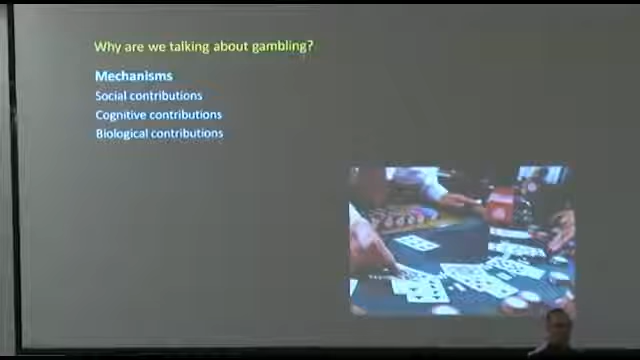 Why are we talking about gambling?
Mechanisms
Social contributions
Cognitive contributions
Biological contributions